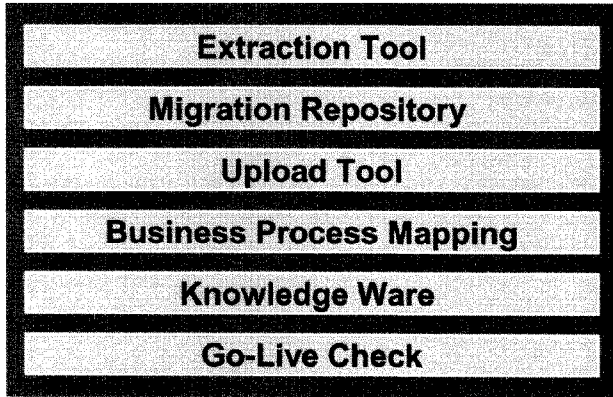 Extraction Tool
Migration Repository
Upload Tool
Business Process Mapping
Knowledge Ware
Go-Live Check